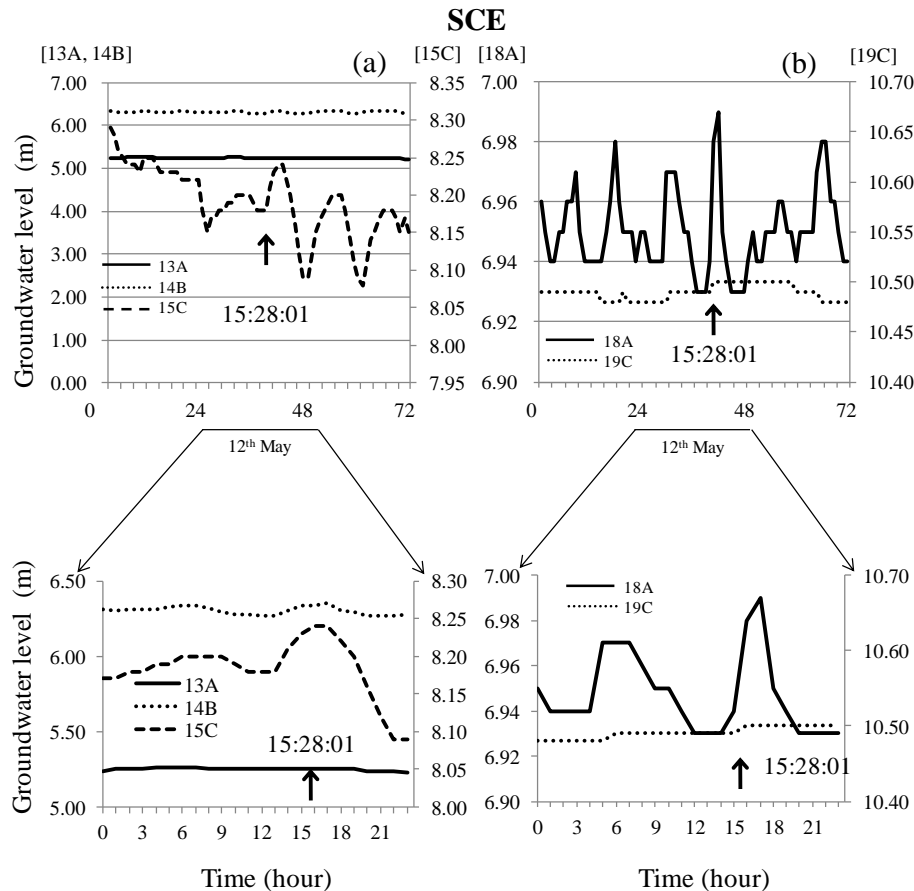 SCE
[13A, 14B] (a) [15C] [18A] (b) [19C]
7.00 8.35 7.00 10.70
6.00 8.30 6.98 10.65
5.00 8.25 10.60
4.00 8.20 6.96 10.55
3.00 8.15 6.94 10.50
2.00 8.10 6.92 10.45
1.00 8.05 6.90 10.40
0.00 8.00
7.95
Groundwater level (m)
13A
14B
15C
15:28:01
18A
19C
15:28:01
0 24 48 72 0 24 48 72
12th May 12th May
6.50 8.30 7.00 10.70
6.00 8.25 6.98 10.60
5.50 8.20 6.96 10.50
5.00 8.15 6.94 10.40
8.10 6.92
8.05 6.90
8.00
Groundwater level (m)
13A
14B
15C
15:28:01
18A
19C
15:28:01
0 3 6 9 12 15 18 21 0 3 6 9 12 15 18 21
Time (hour) Time (hour)